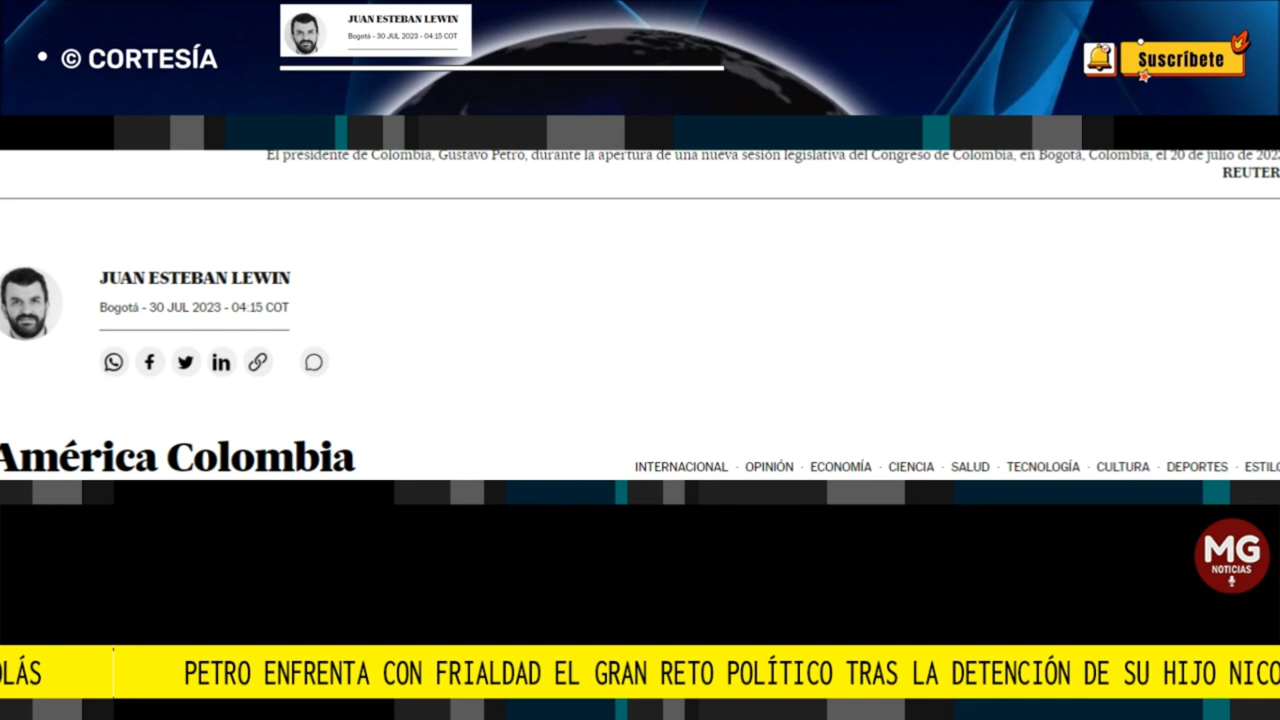 • © CORTESÍA
JUAN ESTEBAN LEWIN
Bogotá - 30 JUL 2023 - 04:15 COT
Suscríbete
El presidente de Colombia, Gustavo Petro, durante la apertura de una nueva sesión legislativa del Congreso de Colombia, en Bogotá, Colombia, el 20 de julio de 202
REUTER
JUAN ESTEBAN LEWIN
Bogotá - 30 JUL 2023 - 04:15 COT
América Colombia
INTERNACIONAL · OPINIÓN · ECONOMÍA · CIENCIA · SALUD · TECNOLOGÍA · CULTURA · DEPORTES · ESTILO
MG
NOTICIAS
OLÁS PETRO ENFRENTA CON FRIALDAD EL GRAN RETO POLÍTICO TRAS LA DETENCIÓN DE SU HIJO NICO